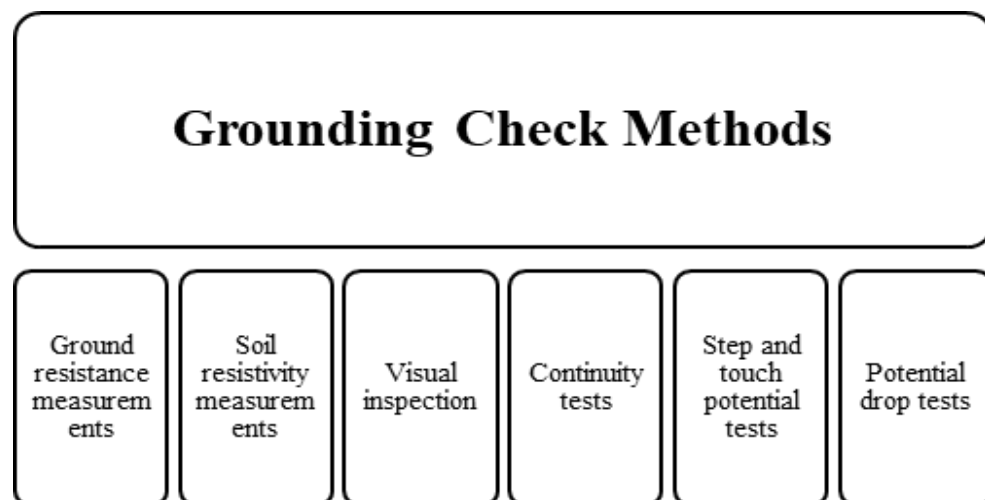 Grounding Check Methods
Ground
resistance
measurem
ents
Soil
resistivity
measurem
ents
Visual
inspection
Continuity
tests
Step and
touch
potential
tests
Potential
drop tests